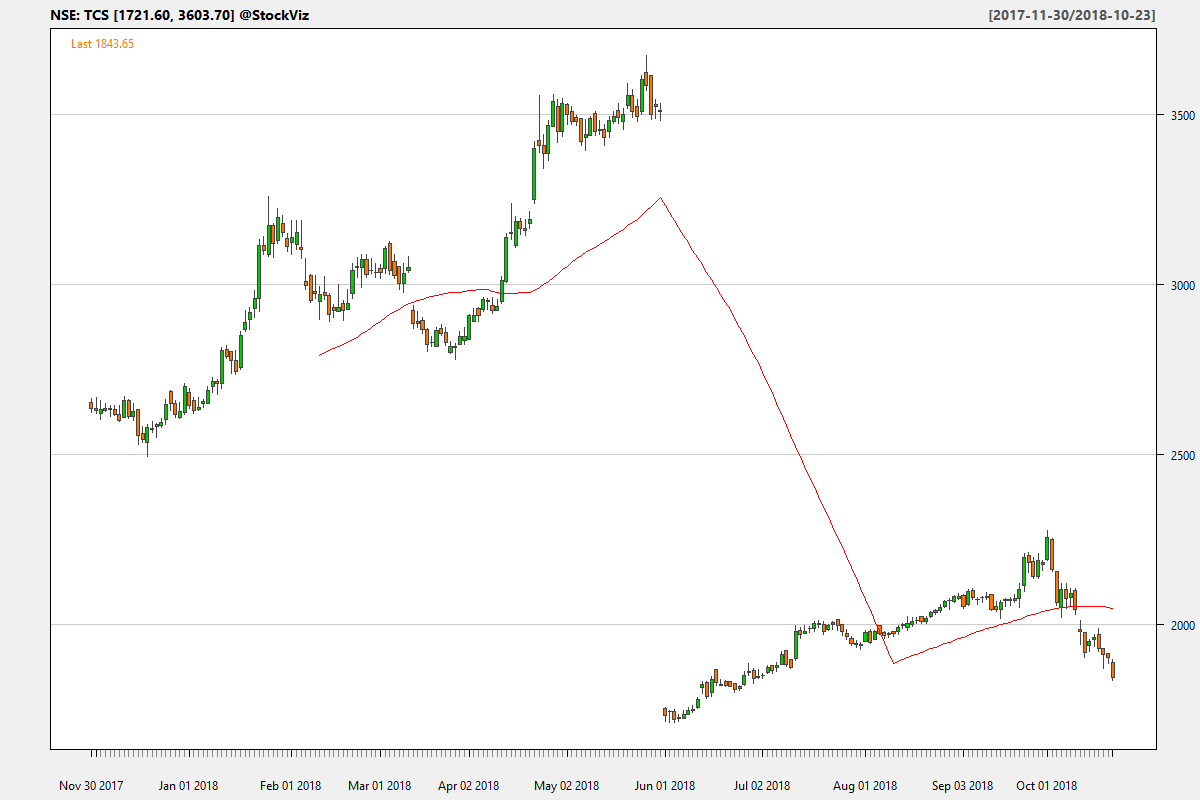 NSE: TCS [1721.60, 3603.70] @StockViz [2017-11-30/2018-10-23]
Last 1843.65
3500
3000
2500
2000
Nov 30 2017 Jan 01 2018 Feb 01 2018 Mar 01 2018 Apr 02 2018 May 02 2018 Jun 01 2018 Jul 02 2018 Aug 01 2018 Sep 03 2018 Oct 01 2018